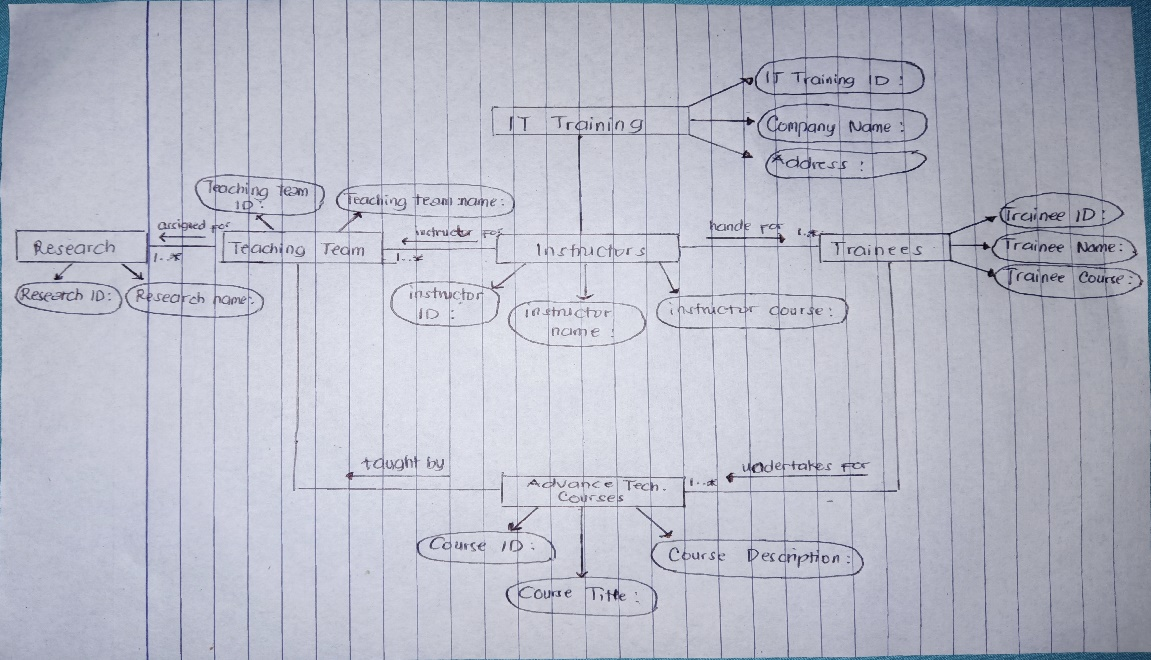 IT Training ID :
IT Training
Company Name :
Address :
Teaching team
ID :
Teaching team name :
Trainee ID :
assigned for
instructor for
hande for
1..*
Research
Teaching Team
Instructors
Trainees
Trainee Name :
1..*
1..*
Trainee Course :
Research ID :
Research name :
instructor
ID :
instructor
name :
instructor course :
taught by
undertakes for
Advance Tech.
Courses
1..*
Course ID :
Course Description :
Course Title :